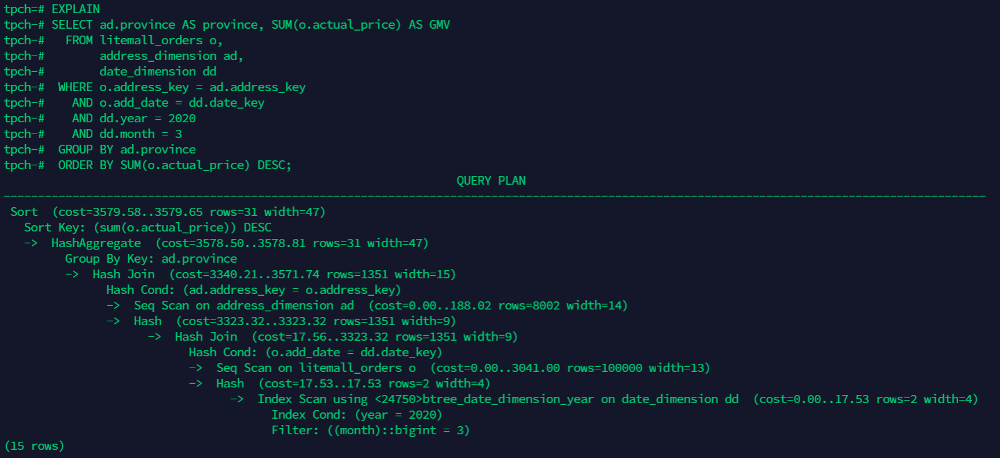 tpch=# EXPLAIN
tpch-# SELECT ad.province AS province, SUM(o.actual_price) AS GMV
tpch-#   FROM litemall_orders o,
tpch-#        address_dimension ad,
tpch-#        date_dimension dd
tpch-#  WHERE o.address_key = ad.address_key
tpch-#    AND o.add_date = dd.date_key
tpch-#    AND dd.year = 2020
tpch-#    AND dd.month = 3
tpch-#  GROUP BY ad.province
tpch-#  ORDER BY SUM(o.actual_price) DESC;
QUERY PLAN
-----------------------------------------------------------------------------------------------------------------------------------------------
 Sort  (cost=3579.58..3579.65 rows=31 width=47)
   Sort Key: (sum(o.actual_price)) DESC
   ->  HashAggregate  (cost=3578.50..3578.81 rows=31 width=47)
         Group By Key: ad.province
         ->  Hash Join  (cost=3340.21..3571.74 rows=1351 width=15)
               Hash Cond: (ad.address_key = o.address_key)
               ->  Seq Scan on address_dimension ad  (cost=0.00..188.02 rows=8002 width=14)
               ->  Hash  (cost=3323.32..3323.32 rows=1351 width=9)
                     ->  Hash Join  (cost=17.56..3323.32 rows=1351 width=9)
                           Hash Cond: (o.add_date = dd.date_key)
                           ->  Seq Scan on litemall_orders o  (cost=0.00..3041.00 rows=100000 width=13)
                           ->  Hash  (cost=17.53..17.53 rows=2 width=4)
                                 ->  Index Scan using <24750>btree_date_dimension_year on date_dimension dd  (cost=0.00..17.53 rows=2 width=4)
                                       Index Cond: (year = 2020)
                                       Filter: ((month)::bigint = 3)
(15 rows)